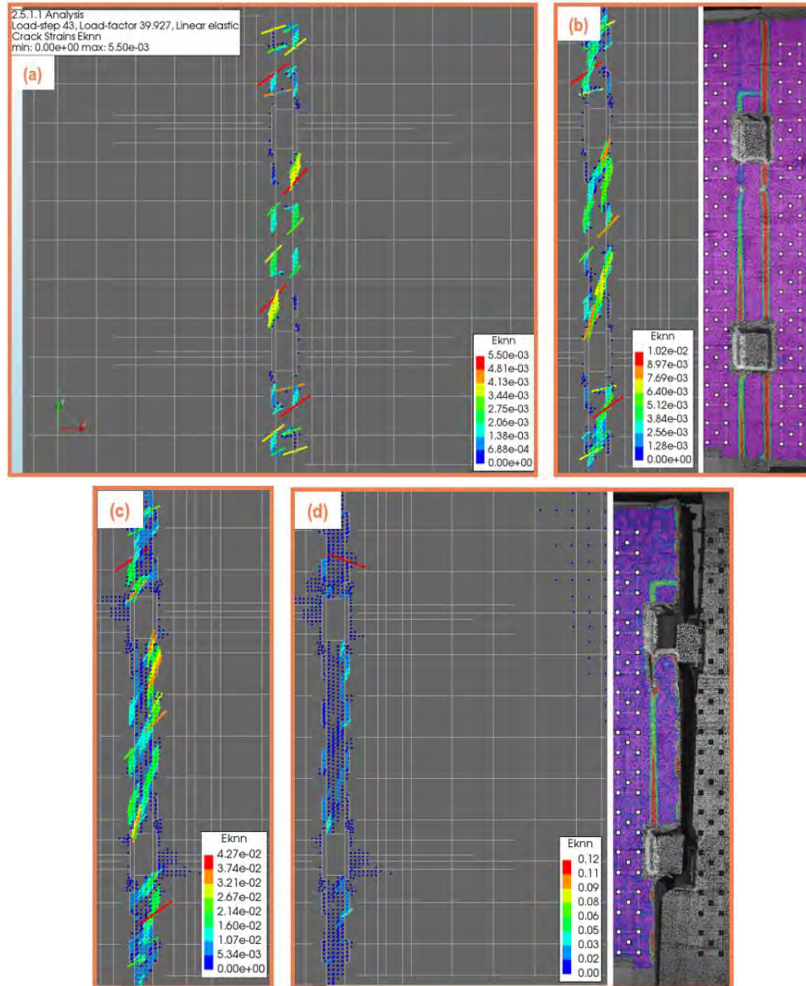 2.5.1.1 Analysis
Load-step 43, Load-factor 39.927, Linear elastic
Crack Strains Eknn
min: 0.00e+00 max: 5.50e-03
(a)
Eknn
5.50e-03
4.81e-03
4.13e-03
3.44e-03
2.75e-03
2.06e-03
1.38e-03
6.88e-04
0.00e+00
(b)
Eknn
1.02e-02
8.97e-03
7.69e-03
6.40e-03
5.12e-03
3.84e-03
2.56e-03
1.28e-03
0.00e+00
(c)
Eknn
4.27e-02
3.74e-02
3.21e-02
2.67e-02
2.14e-02
1.60e-02
1.07e-02
5.34e-03
0.00e+00
(d)
Eknn
0.12
0.11
0.09
0.08
0.06
0.05
0.03
0.02
0.00